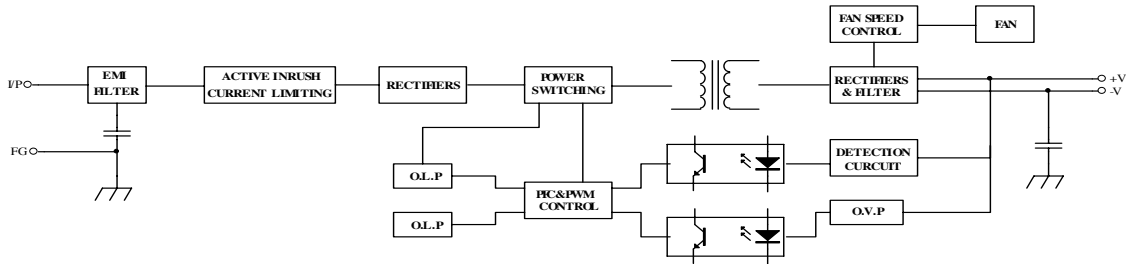 FAN SPEED
CONTROL
FAN
I/P
EMI
FILTER
ACTIVE INRUSH
CURRENT LIMITING
RECTIFIERS
POWER
SWITCHING
RECTIFIERS
& FILTER
+V
-V
FG
O.L.P
PFC&PWM
CONTROL
DETECTION
CURCUIT
O.L.P
O.V.P